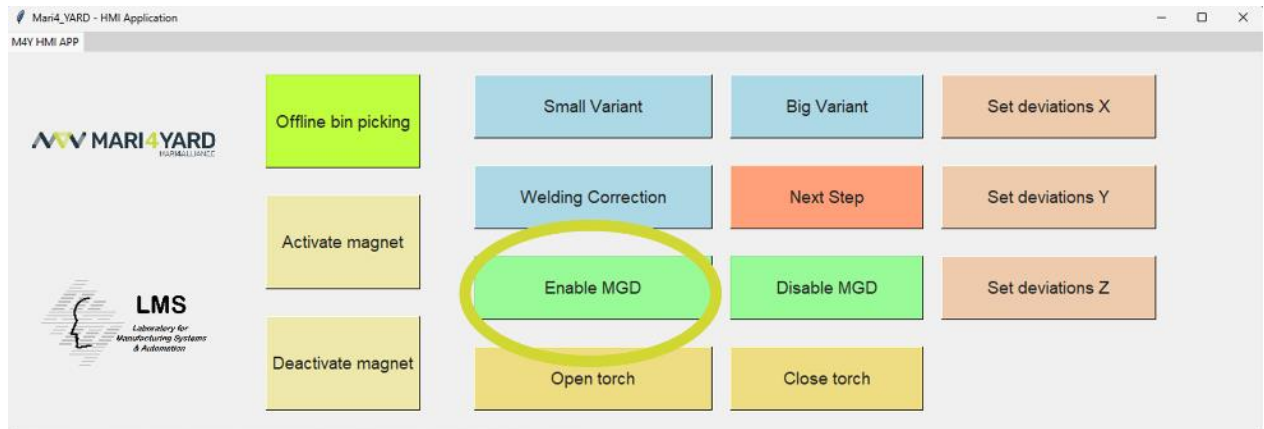 Mari4_YARD - HMI Application
M4Y HMI APP
MARI4YARD
MARI4ALLIANCE
LMS
Laboratory for
Manufacturing Systems
& Automation
Offline bin picking
Activate magnet
Deactivate magnet
Small Variant
Big Variant
Set deviations X
Welding Correction
Next Step
Set deviations Y
Enable MGD
Disable MGD
Set deviations Z
Open torch
Close torch